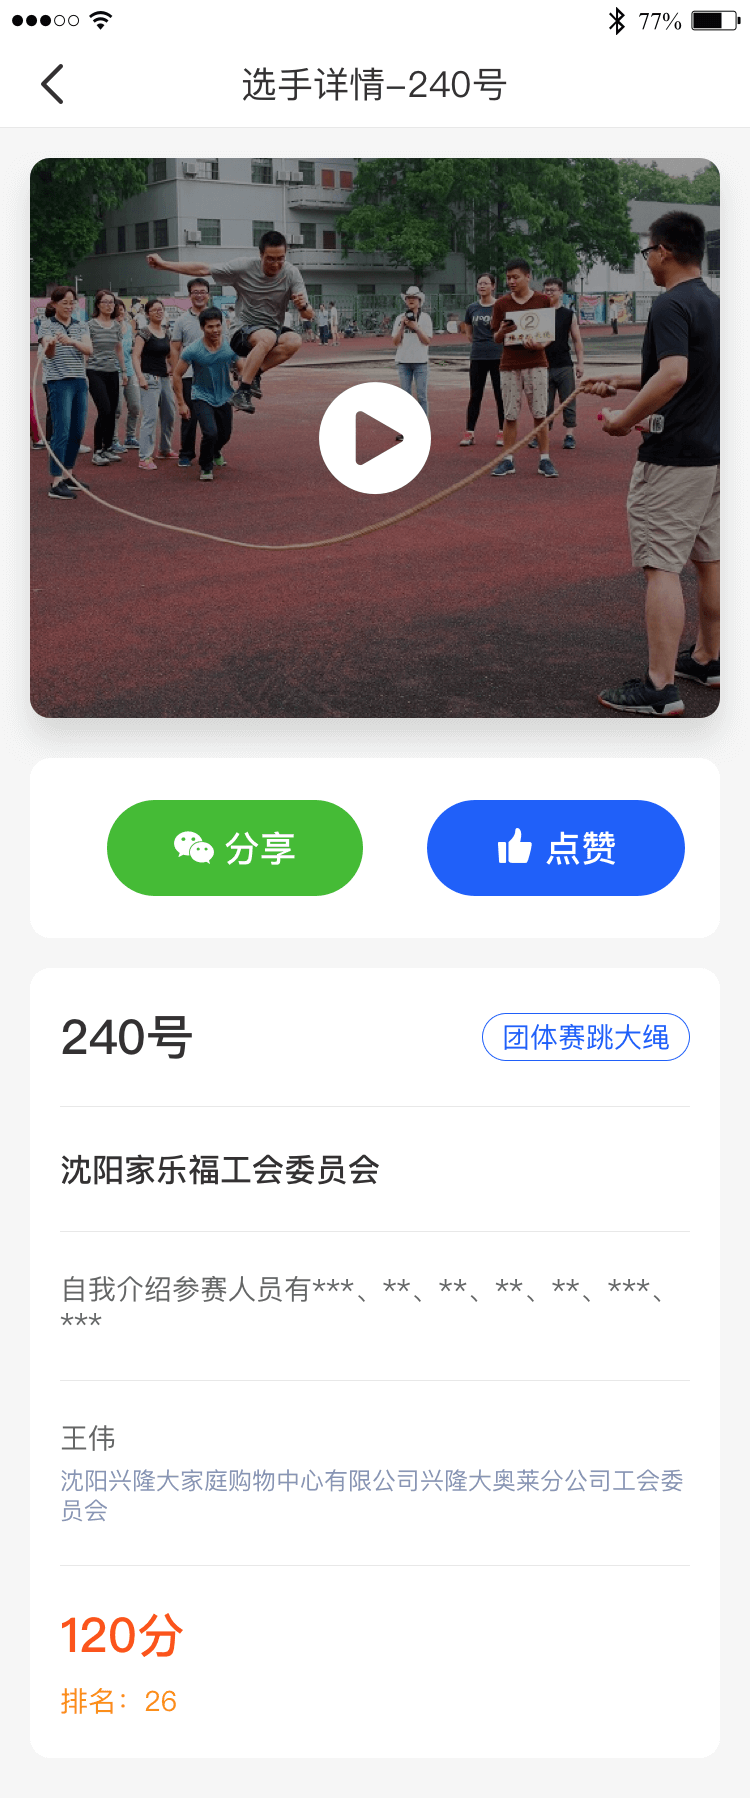 77%
选手详情-240号
②
分享
点赞
240号
团体赛跳大绳
沈阳家乐福工会委员会
自我介绍参赛人员有***、**、**、**、**、***、
***
王伟
沈阳兴隆大家庭购物中心有限公司兴隆大奥莱分公司工会委
员会
120分
排名：26